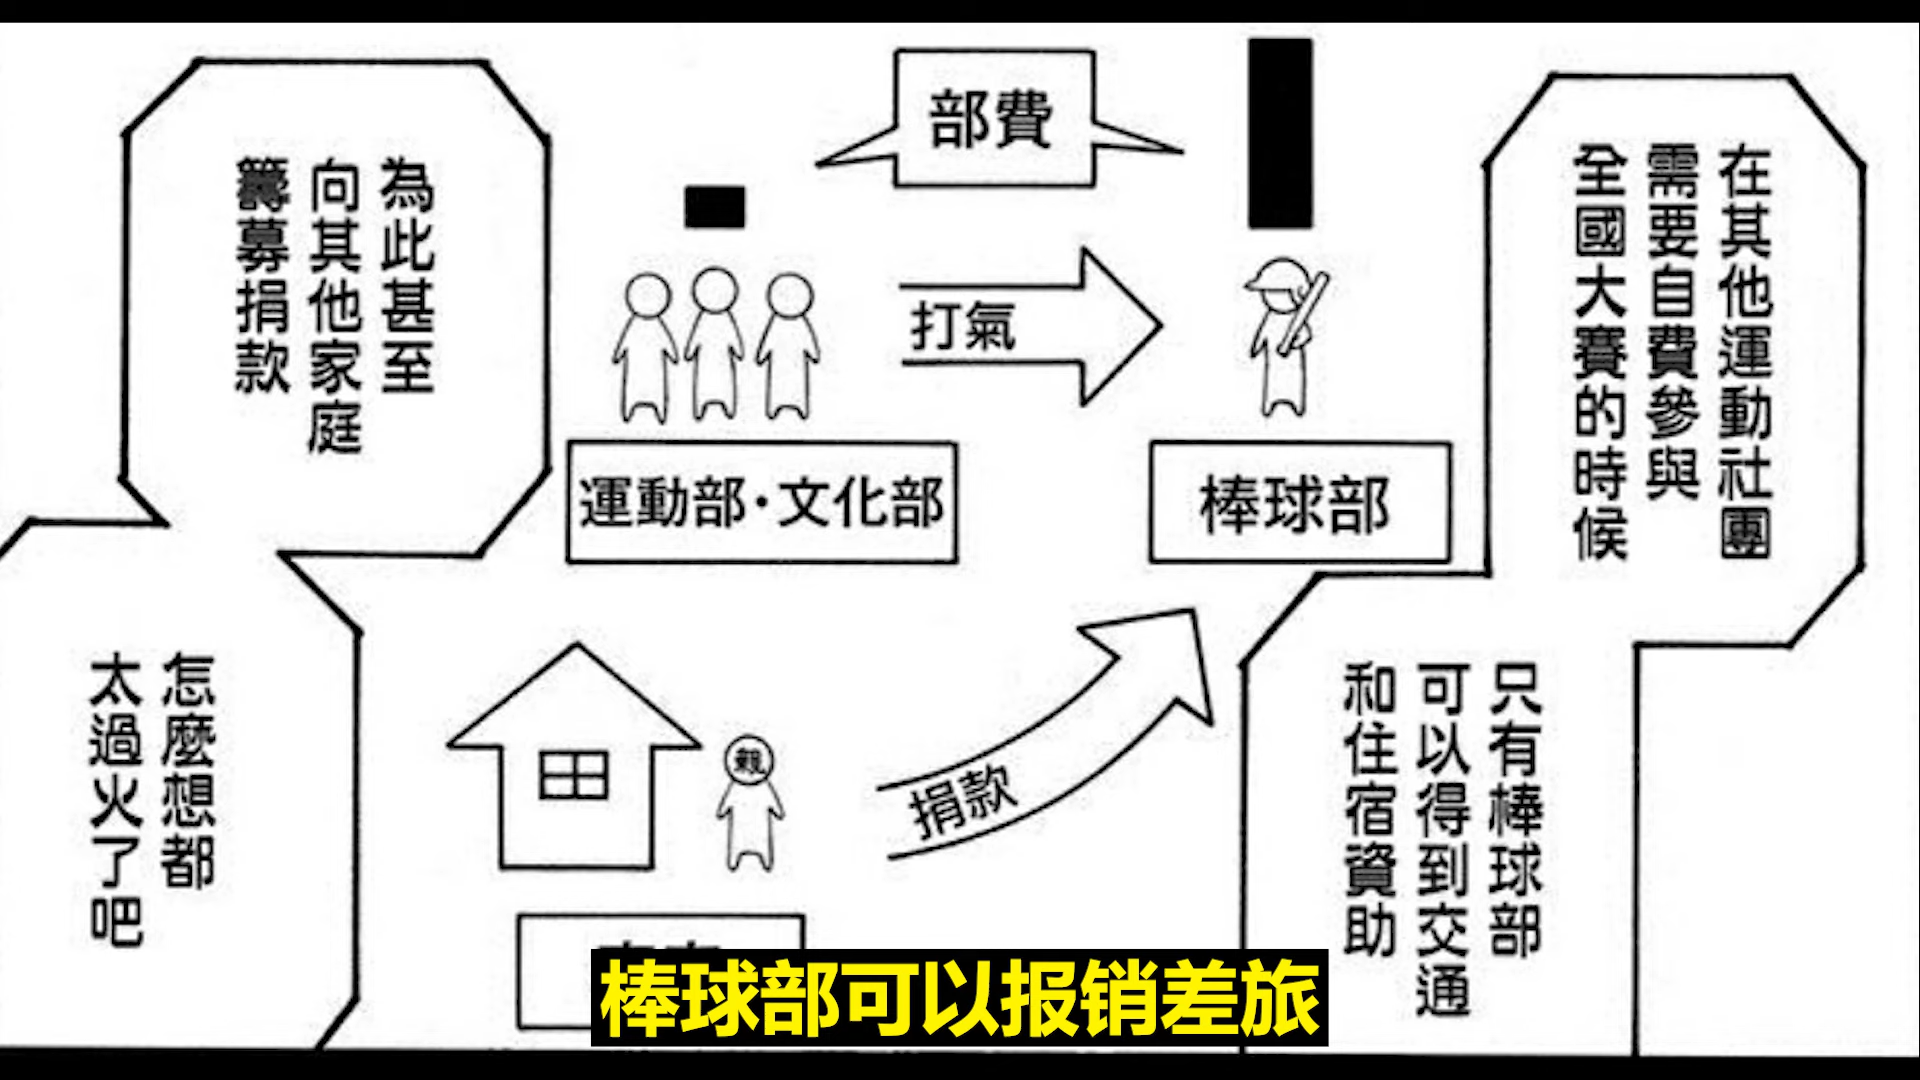 在其他運動社團
需要自費參與
全國大賽的時候
只有棒球部
可以得到交通
和住宿資助
部費
打氣
運動部·文化部
棒球部
為此甚至
向其他家庭
籌募捐款
怎麼想都
太過火了吧
親
捐款
棒球部可以报销差旅